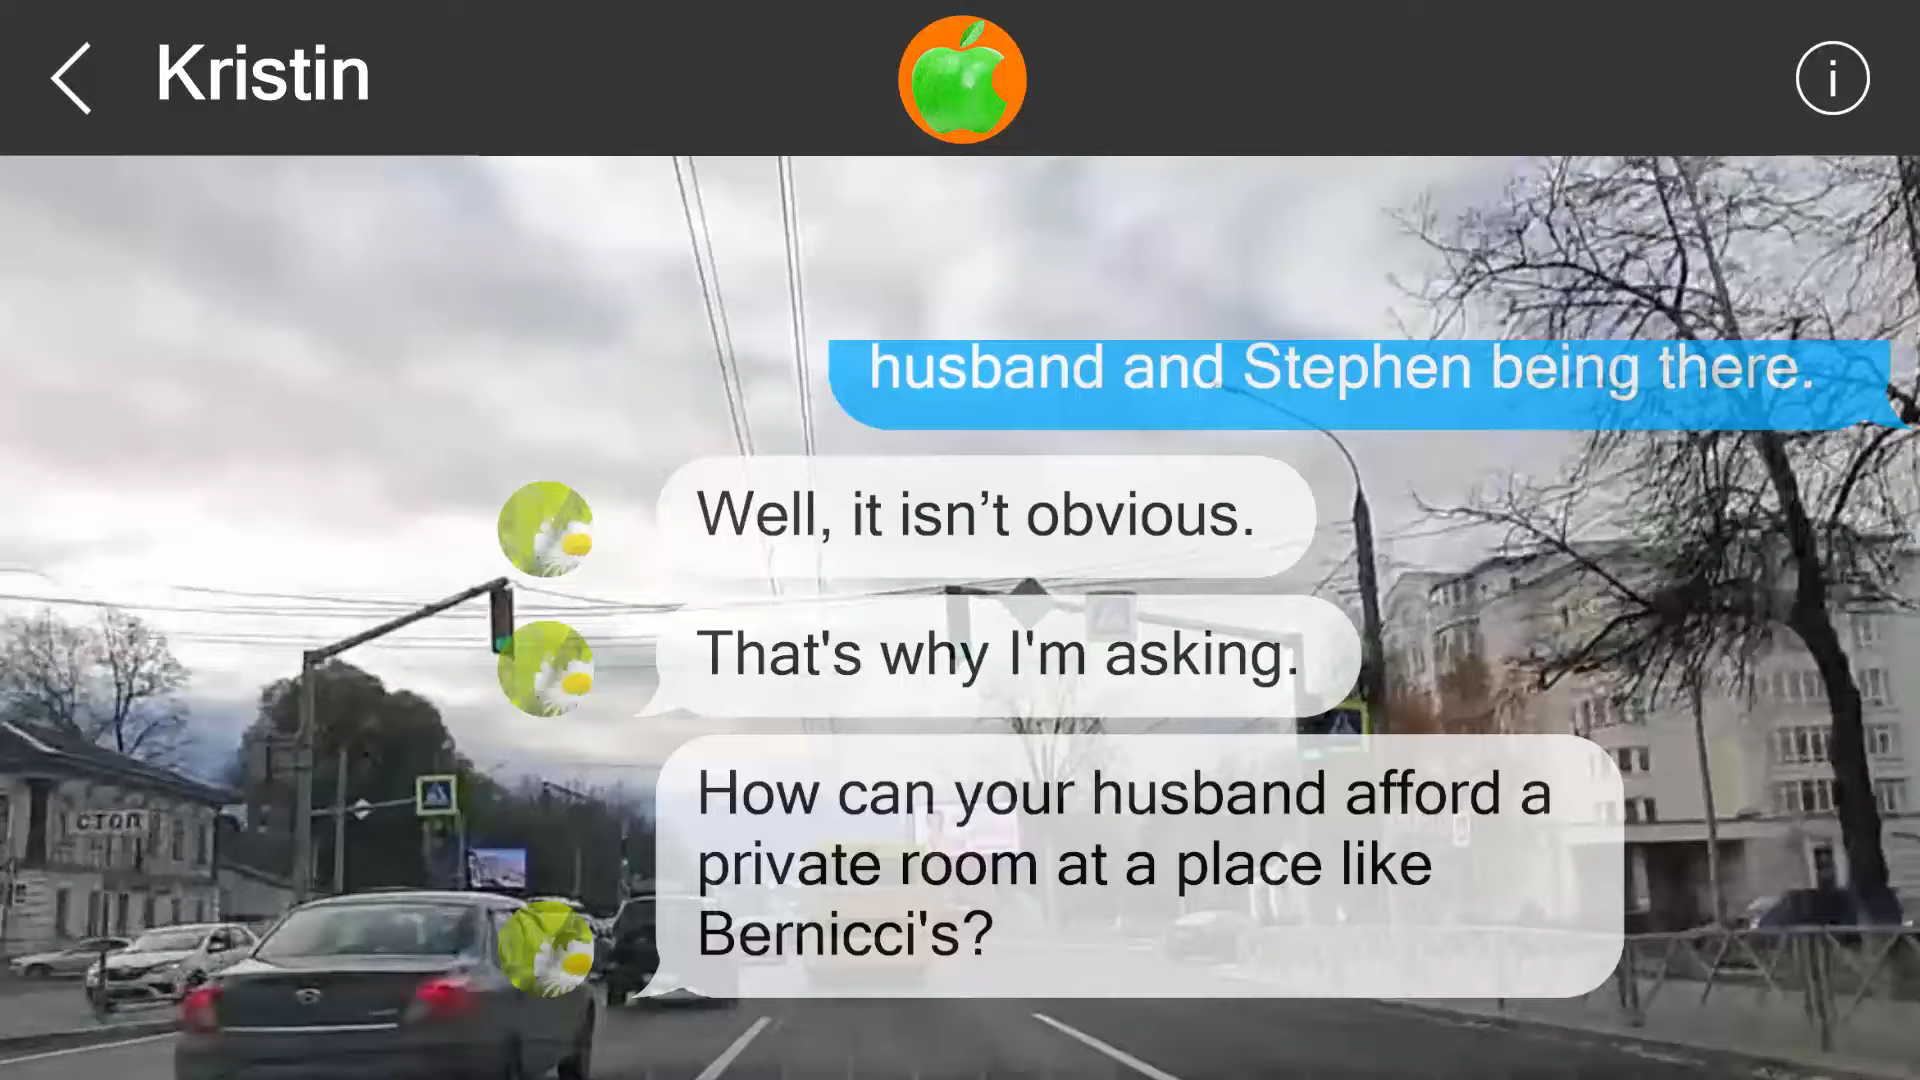 Kristin
i
husband and Stephen being there.
Well, it isn’t obvious.
That's why I'm asking.
How can your husband afford a
private room at a place like
Bernicci's?
стоп